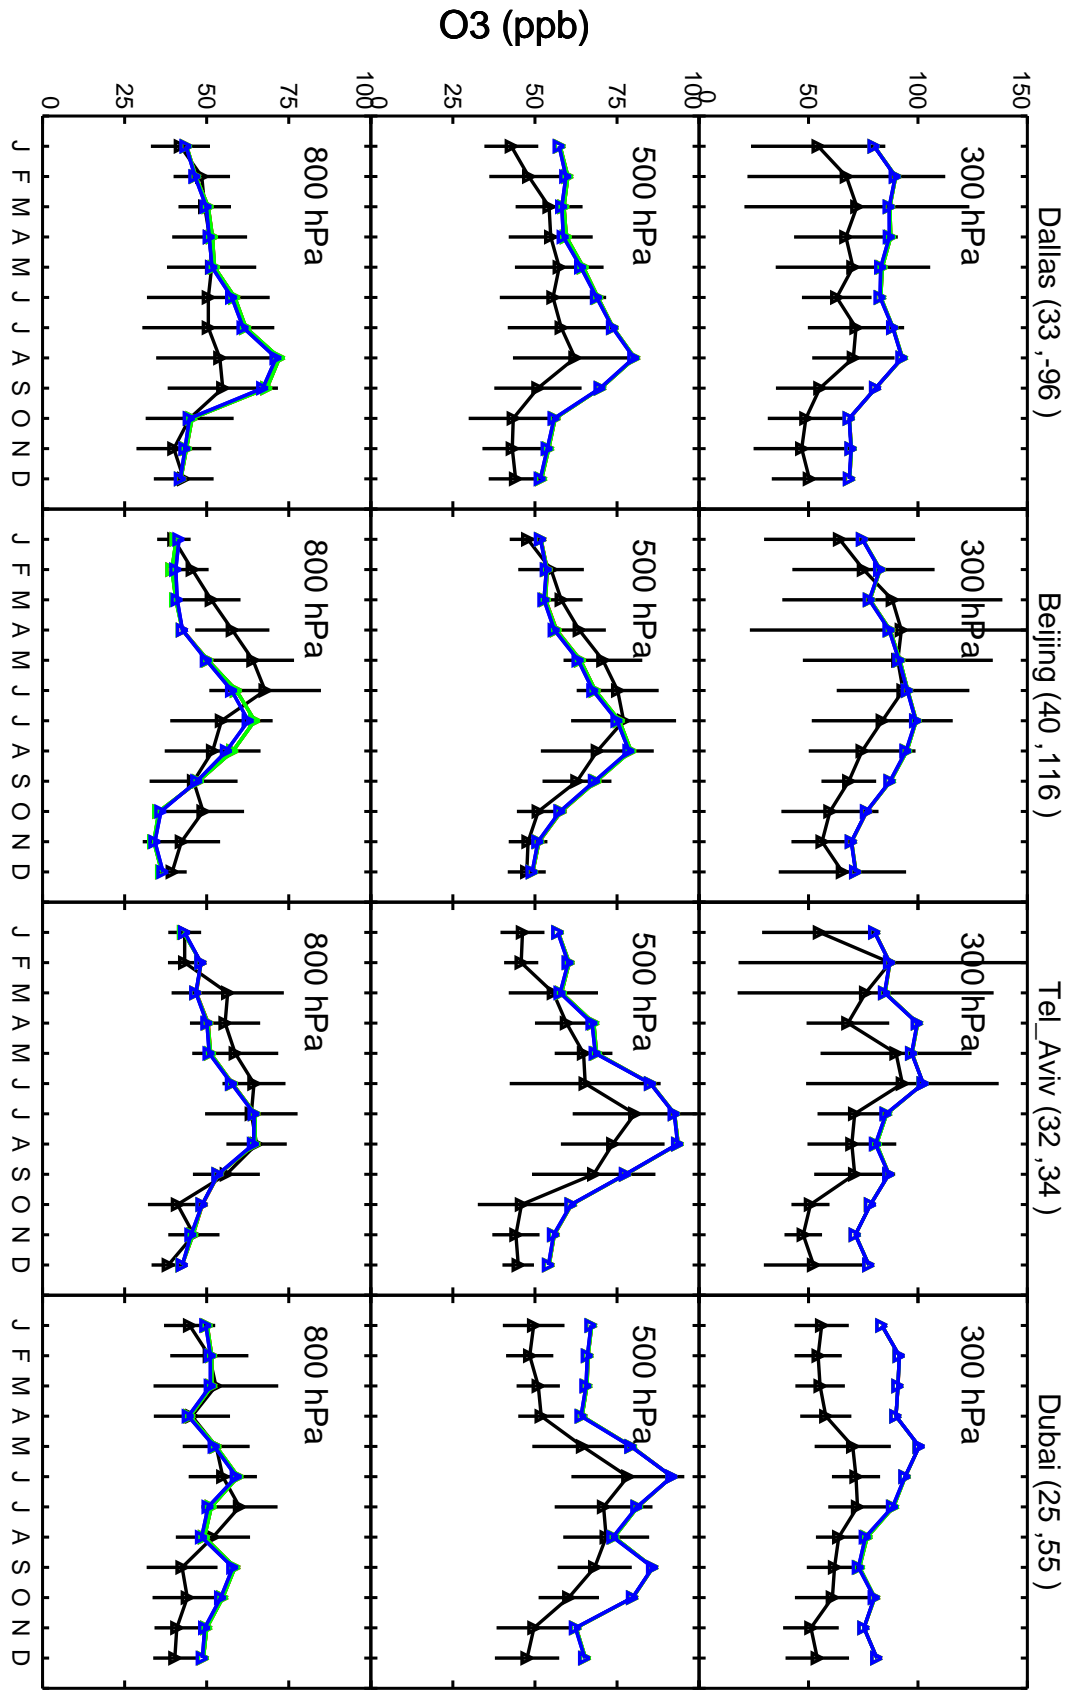 O3 (ppb)
Dallas (33 ,-96 )
Beijing (40 ,116 )
Tel_Aviv (32 ,34 )
Dubai (25 ,55 )
150
100
50
0
300 hPa
300 hPa
300 hPa
300 hPa
100
75
50
25
0
500 hPa
500 hPa
500 hPa
500 hPa
100
75
50
25
0
800 hPa
800 hPa
800 hPa
800 hPa
J F M A M J J A S O N D
J F M A M J J A S O N D
J F M A M J J A S O N D
J F M A M J J A S O N D